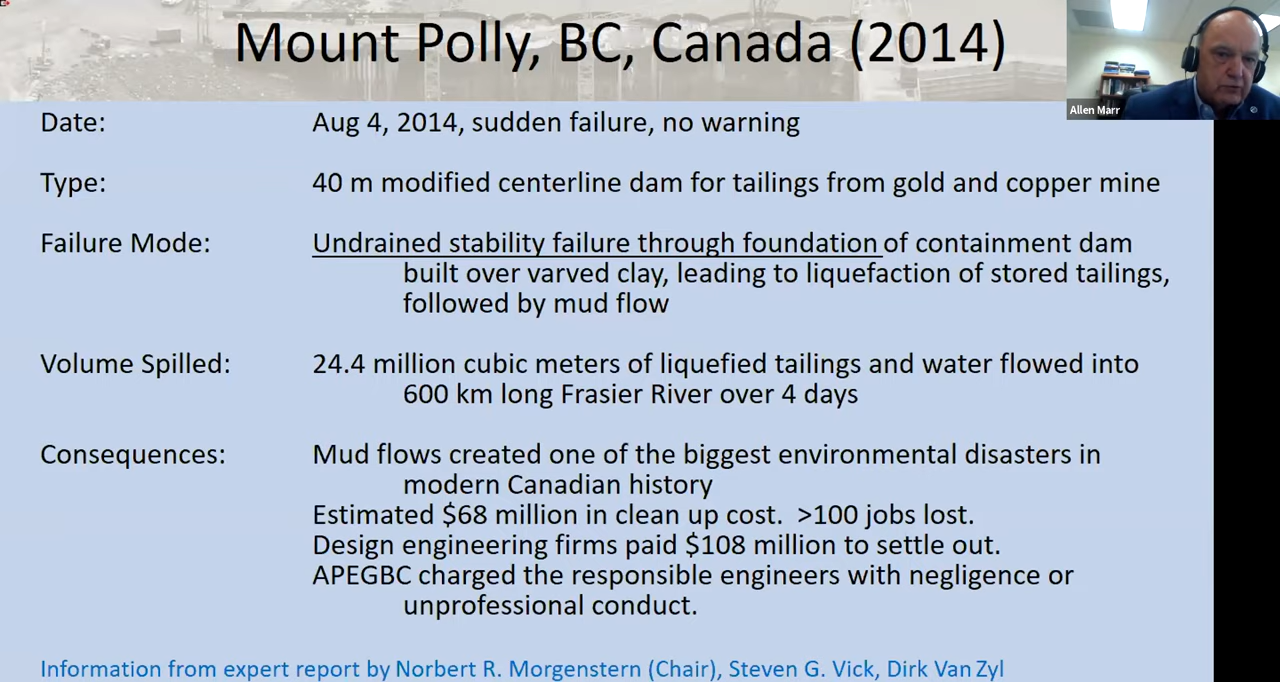 Mount Polly, BC, Canada (2014)
Allen Marr
Date: Aug 4, 2014, sudden failure, no warning
Type: 40 m modified centerline dam for tailings from gold and copper mine
Failure Mode: Undrained stability failure through foundation of containment dam
built over varved clay, leading to liquefaction of stored tailings,
followed by mud flow
Volume Spilled: 24.4 million cubic meters of liquefied tailings and water flowed into
600 km long Frasier River over 4 days
Consequences: Mud flows created one of the biggest environmental disasters in
modern Canadian history
Estimated $68 million in clean up cost. >100 jobs lost.
Design engineering firms paid $108 million to settle out.
APEGBC charged the responsible engineers with negligence or
unprofessional conduct.
Information from expert report by Norbert R. Morgenstern (Chair), Steven G. Vick, Dirk Van Zyl